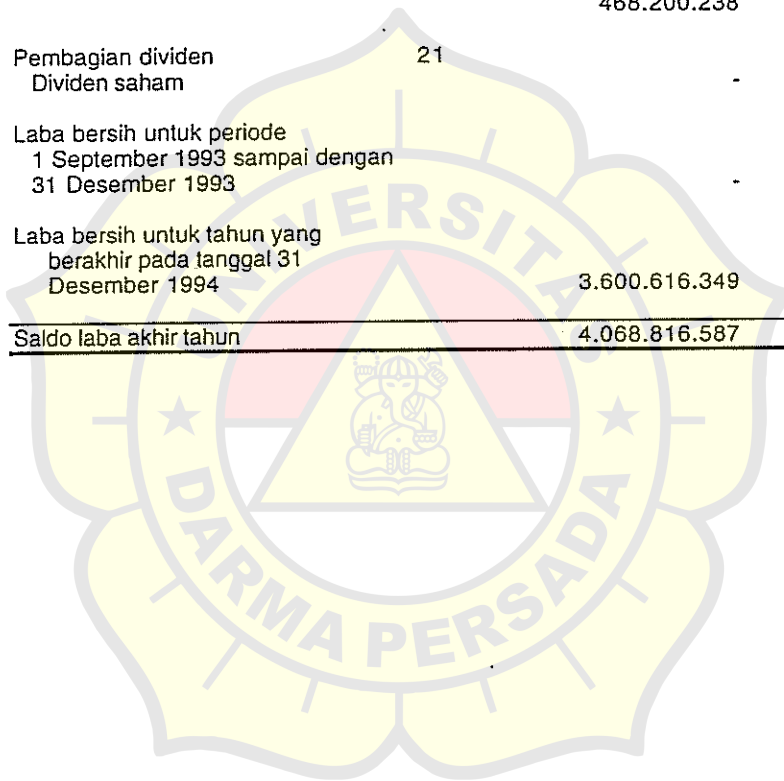 468.200.238
Pembagian dividen 21
Dividen saham -
Laba bersih untuk periode
1 September 1993 sampai dengan
31 Desember 1993 -
Laba bersih untuk tahun yang
berakhir pada tanggal 31
Desember 1994 3.600.616.349
Saldo laba akhir tahun 4.068.816.587
UNIVERSITAS
DARMA PERSADA